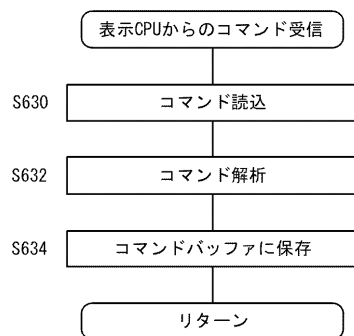 表示CPUからのコマンド受信
S630 コマンド読込
S632 コマンド解析
S634 コマンドバッファに保存
リターン